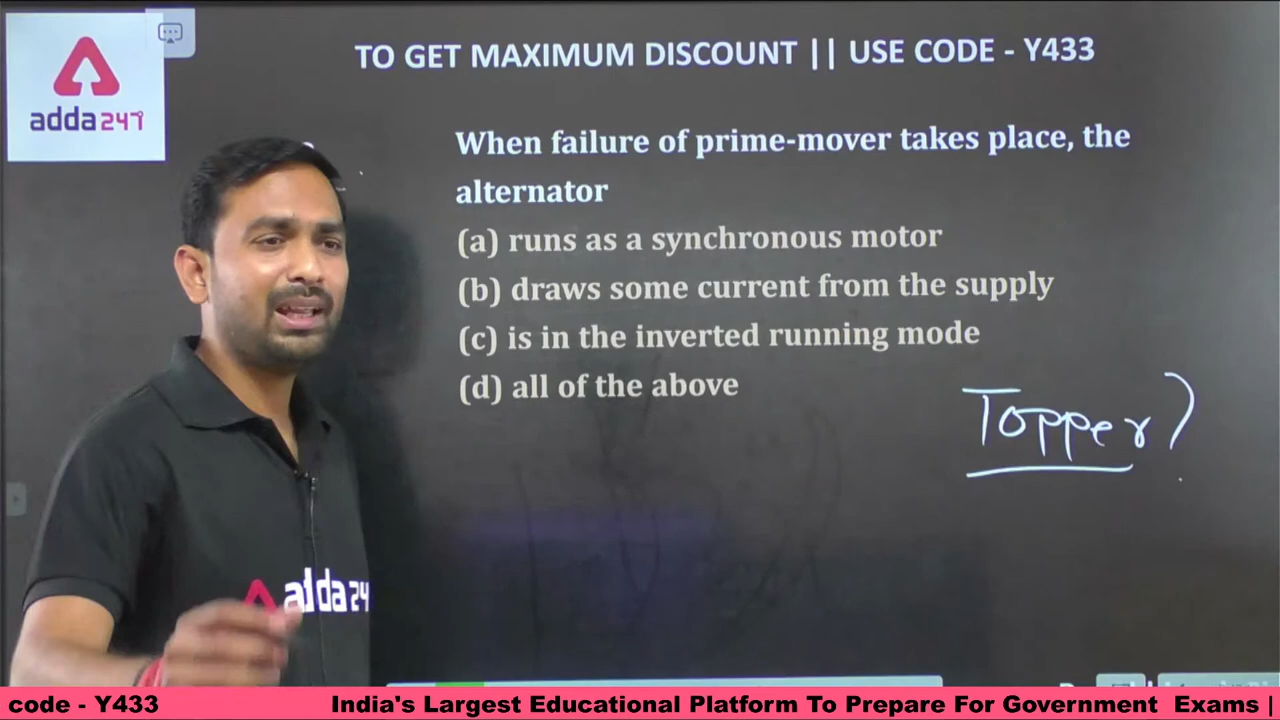 adda247
TO GET MAXIMUM DISCOUNT || USE CODE - Y433
When failure of prime-mover takes place, the
alternator
(a) runs as a synchronous motor
(b) draws some current from the supply
(c) is in the inverted running mode
(d) all of the above
Topper ?
adda 24
code - Y433 India's Largest Educational Platform To Prepare For Government Exams |